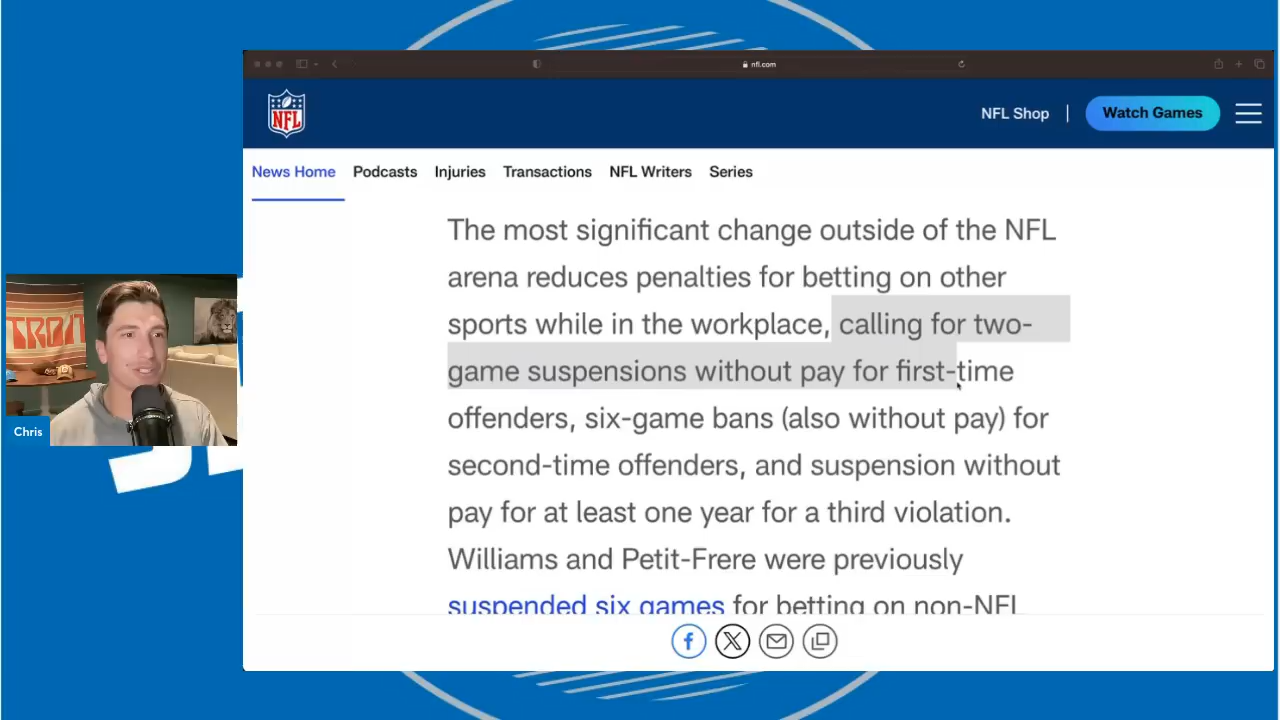 nfl.com
NFL
NFL Shop
Watch Games
News Home
Podcasts
Injuries
Transactions
NFL Writers
Series
The most significant change outside of the NFL
arena reduces penalties for betting on other
sports while in the workplace, calling for two-
game suspensions without pay for first-time
offenders, six-game bans (also without pay) for
second-time offenders, and suspension without
pay for at least one year for a third violation.
Williams and Petit-Frere were previously
suspended six games for betting on non-NFL
Chris